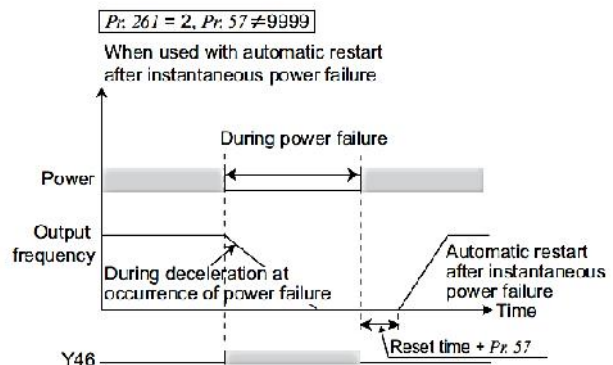 Pr. 261 = 2, Pr. 57 ≠9999
When used with automatic restart
after instantaneous power failure
During power failure
Power
Output
frequency
During deceleration at
occurrence of power failure
Automatic restart
after instantaneous
power failure
Time
Reset time + Pr. 57
Y46